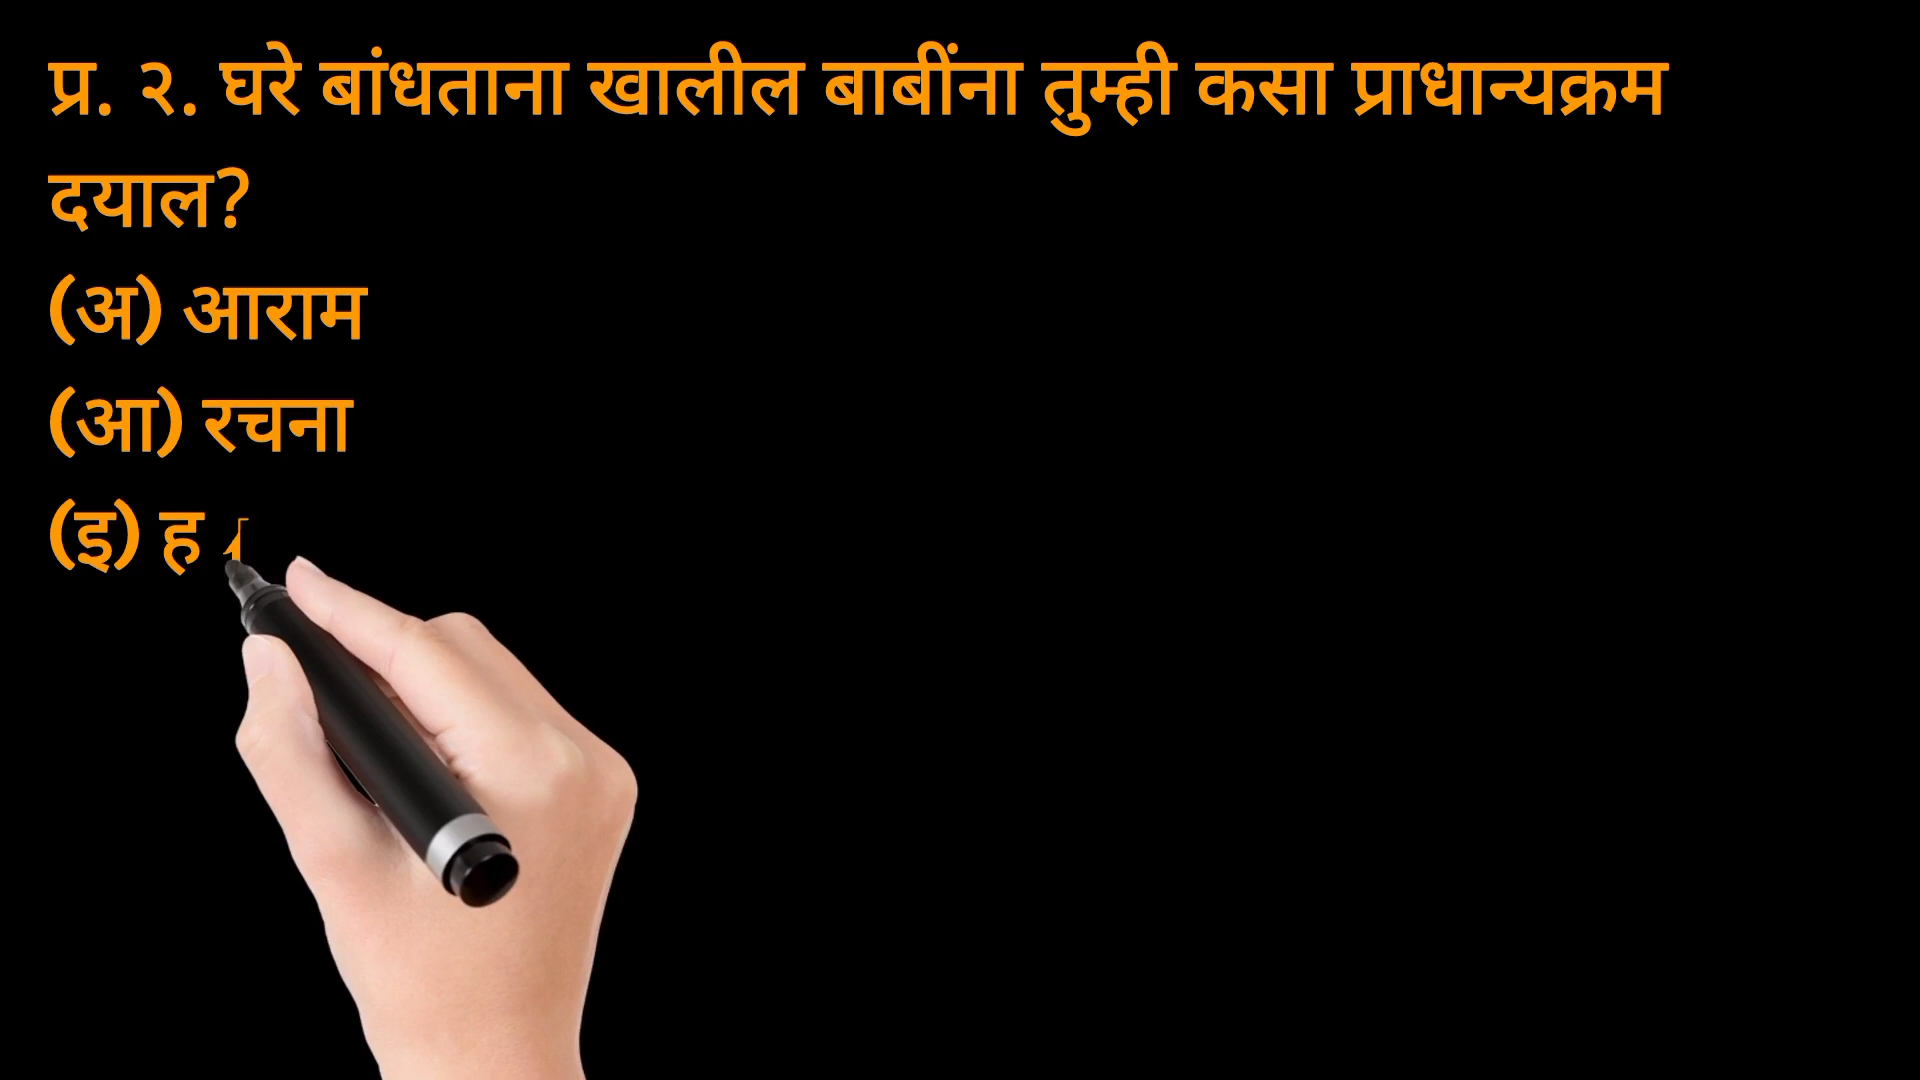 प्र. २. घरे बांधताना खालील बाबींना तुम्ही कसा प्राधान्यक्रम
दयाल?
(अ) आराम
(आ) रचना
(इ) ह